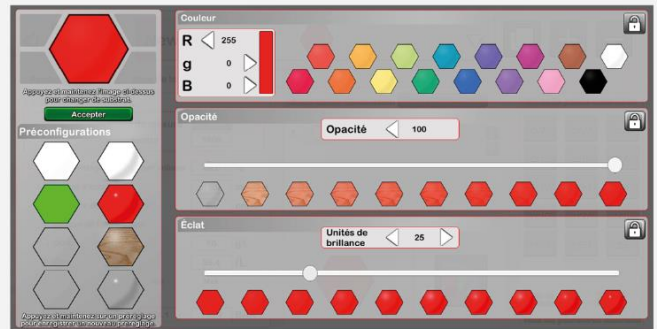 Couleur
R 255
g 0
B 0
Appuyez et maintenez l'image ci-dessus
pour changer de substrat.
Accepter
Préconfigurations
Opacité
Opacité 100
Éclat
Unités de
brillance 25
Appuyez et maintenez sur un préréglage
pour enregistrer un nouveau préréglage.